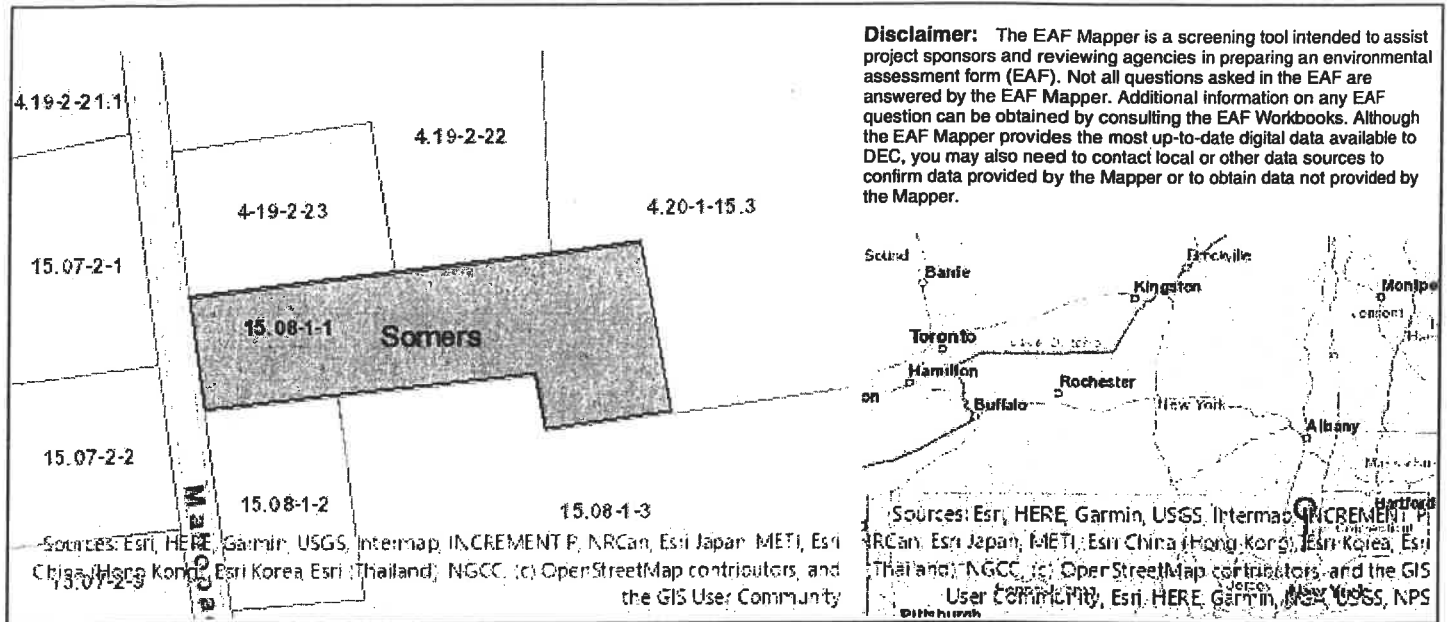 Disclaimer: The EAF Mapper is a screening tool intended to assist
project sponsors and reviewing agencies in preparing an environmental
assessment form (EAF). Not all questions asked in the EAF are
answered by the EAF Mapper. Additional information on any EAF
question can be obtained by consulting the EAF Workbooks. Although
the EAF Mapper provides the most up-to-date digital data available to
DEC, you may also need to contact local or other data sources to
confirm data provided by the Mapper or to obtain data not provided by
the Mapper.
4.19-2-21.1
4.19-2-22
4-19-2-23
4.20-1-15.3
15.07-2-1
15.08-1-1
Somers
15.07-2-2
15.08-1-2
15.08-1-3
15.07-2-3
Mahopa
Sources: Esri, HERE, Garmin, USGS, Intermap, INCREMENT P, NRCan, Esri Japan, METI, Esri
China (Hong Kong), Esri Korea, Esri (Thailand), NGCC, (c) OpenStreetMap contributors, and
the GIS User Community
Sound
Barrie
Kingston
Toronto
Hamilton
Rochester
Buffalo
New York
Albany
Hartford
Sources: Esri, HERE, Garmin, USGS, Intermap, INCREMENT P,
NRCan, Esri Japan, METI, Esri China (Hong Kong), Esri Korea, Esri
(Thailand), NGCC, (c) OpenStreetMap contributors, and the GIS
User Community, Esri, HERE, Garmin, NGA, USGS, NPS